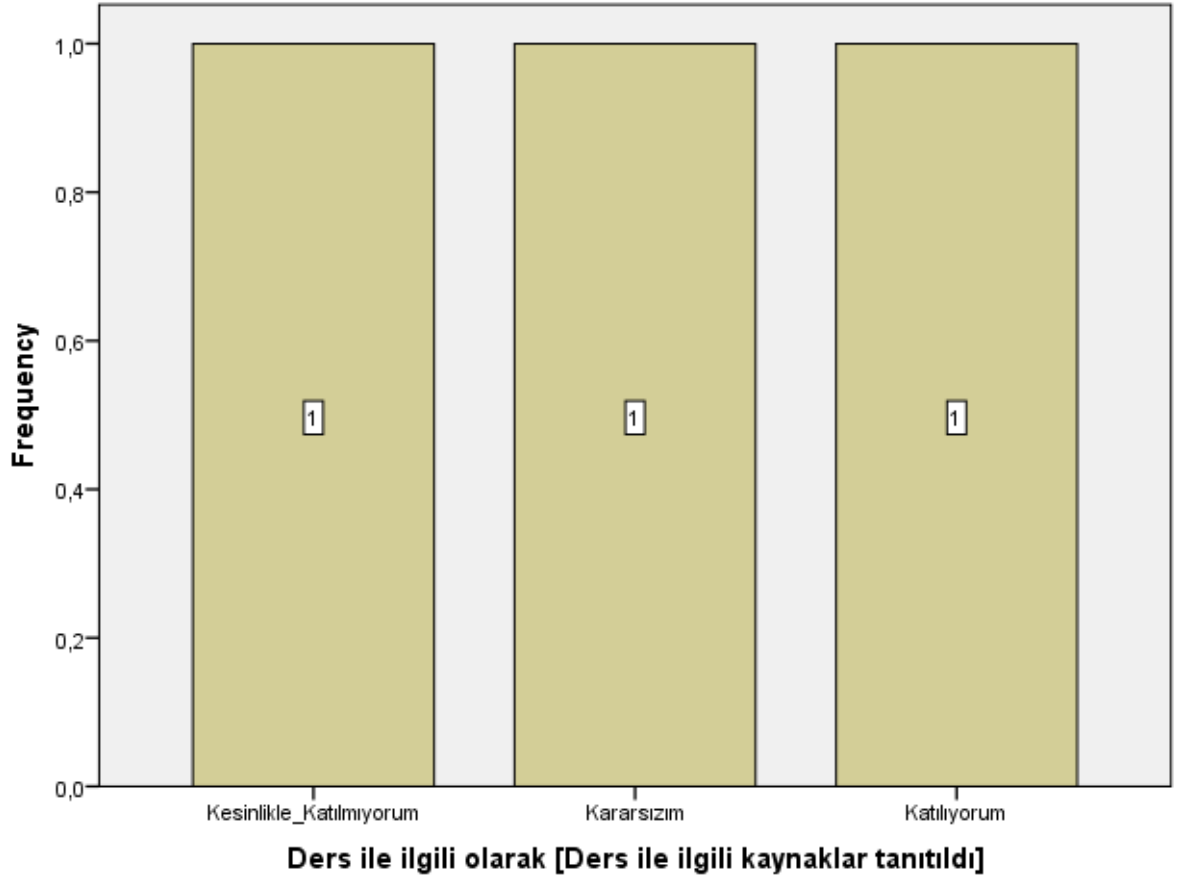 1,0
0,8
0,6
0,4
0,2
0,0
Frequency
1
1
1
Kesinlikle_Katılmıyorum
Kararsızım
Katılıyorum
Ders ile ilgili olarak [Ders ile ilgili kaynaklar tanıtıldı]